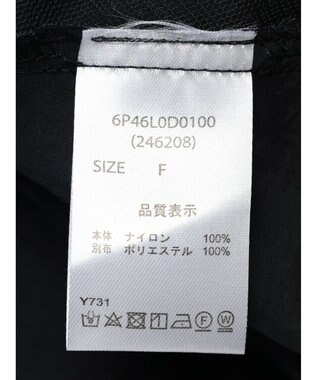 6P46L0D0100
(246208)
SIZE F
品質表示
本体 ナイロン 100%
別布 ポリエステル 100%
Y731
F W